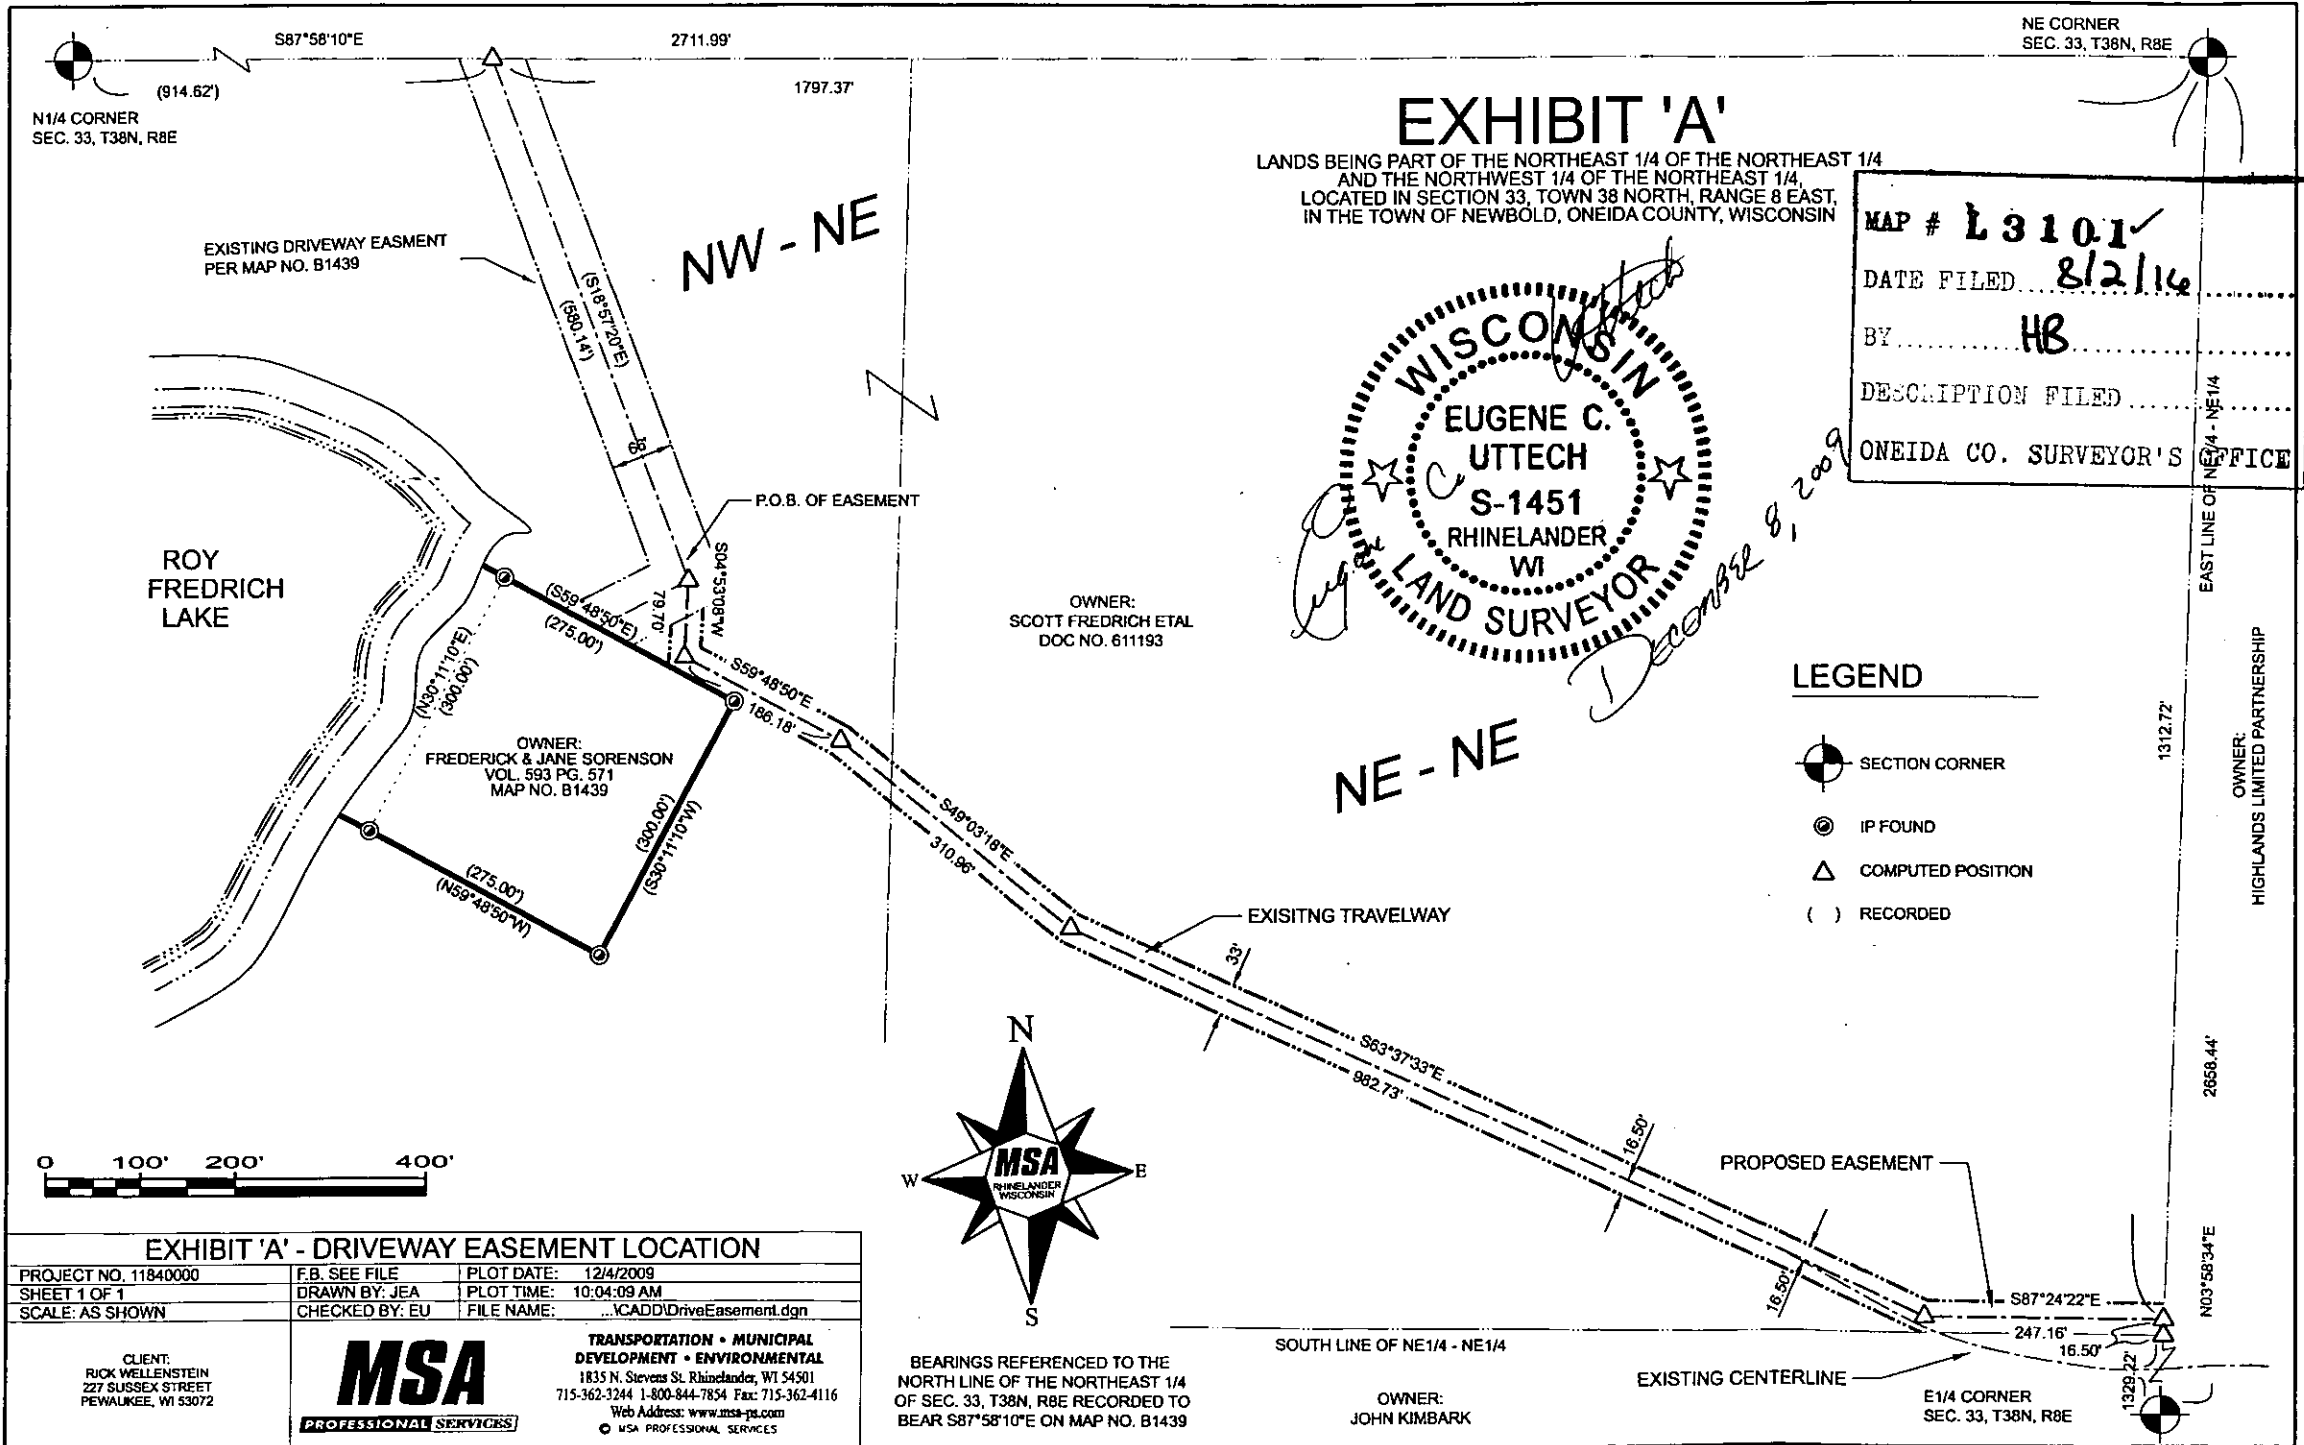 S87°58'10"E
2711.99'
NE CORNER
SEC. 33, T38N, R8E
(914.62')
1797.37'
N1/4 CORNER
SEC. 33, T38N, R8E
EXHIBIT 'A'
LANDS BEING PART OF THE NORTHEAST 1/4 OF THE NORTHEAST 1/4
AND THE NORTHWEST 1/4 OF THE NORTHEAST 1/4,
LOCATED IN SECTION 33, TOWN 38 NORTH, RANGE 8 EAST,
IN THE TOWN OF NEWBOLD, ONEIDA COUNTY, WISCONSIN
MAP # L3101✓
DATE FILED 8/2/16
BY HB
DESCRIPTION FILED
ONEIDA CO. SURVEYOR'S OFFICE
EXISTING DRIVEWAY EASMENT
PER MAP NO. B1439
NW - NE
(S18°57'20"E)
(580.14')
66'
P.O.B. OF EASEMENT
WISCONSIN
EUGENE C.
UTTECH
S-1451
RHINELANDER
WI
LAND SURVEYOR
Eugene C Uttech
DECEMBER 8, 2009
EAST LINE OF NE1/4 - NE1/4
ROY
FREDRICH
LAKE
(S59°48'50"E)
(275.00')
S04°53'08"W
79.70'
OWNER:
SCOTT FREDRICH ETAL
DOC NO. 611193
(N30°11'10"E)
(300.00')
S59°48'50"E
186.18'
OWNER:
FREDERICK & JANE SORENSON
VOL. 593 PG. 571
MAP NO. B1439
(300.00')
(S30°11'10"W)
(275.00')
(N59°48'50"W)
S49°03'18"E
310.96'
NE - NE
LEGEND
SECTION CORNER
IP FOUND
COMPUTED POSITION
( ) RECORDED
1312.72'
OWNER:
HIGHLANDS LIMITED PARTNERSHIP
EXISITNG TRAVELWAY
33'
S63°37'33"E
982.73'
16.50'
16.50'
2658.44'
PROPOSED EASEMENT
N03°58'34"E
S87°24'22"E
247.16'
16.50'
1329.22'
N
W
E
S
MSA
RHINELANDER
WISCONSIN
0 100' 200' 400'
SOUTH LINE OF NE1/4 - NE1/4
EXISTING CENTERLINE
OWNER:
JOHN KIMBARK
E1/4 CORNER
SEC. 33, T38N, R8E
BEARINGS REFERENCED TO THE
NORTH LINE OF THE NORTHEAST 1/4
OF SEC. 33, T38N, R8E RECORDED TO
BEAR S87°58'10"E ON MAP NO. B1439
EXHIBIT 'A' - DRIVEWAY EASEMENT LOCATION
PROJECT NO. 11840000 F.B. SEE FILE PLOT DATE: 12/4/2009
SHEET 1 OF 1 DRAWN BY: JEA PLOT TIME: 10:04:09 AM
SCALE: AS SHOWN CHECKED BY: EU FILE NAME: ...\CADD\DriveEasement.dgn
CLIENT:
RICK WELLENSTEIN
227 SUSSEX STREET
PEWAUKEE, WI 53072
MSA
PROFESSIONAL SERVICES
TRANSPORTATION • MUNICIPAL
DEVELOPMENT • ENVIRONMENTAL
1835 N. Stevens St. Rhinelander, WI 54501
715-362-3244 1-800-844-7854 Fax: 715-362-4116
Web Address: www.msa-ps.com
© MSA PROFESSIONAL SERVICES